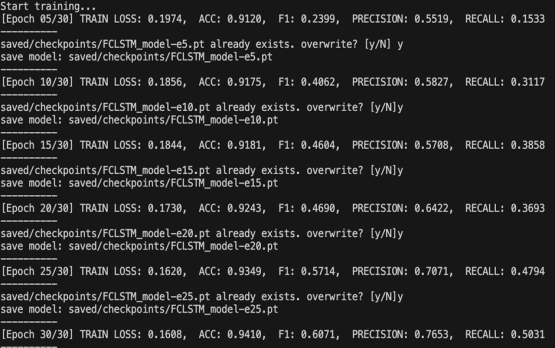 Start training...
[Epoch 05/30] TRAIN LOSS: 0.1974, ACC: 0.9120, F1: 0.2399, PRECISION: 0.5519, RECALL: 0.1533
----------
saved/checkpoints/FCLSTM_model-e5.pt already exists. overwrite? [y/N] y
save model: saved/checkpoints/FCLSTM_model-e5.pt
----------
[Epoch 10/30] TRAIN LOSS: 0.1856, ACC: 0.9175, F1: 0.4062, PRECISION: 0.5827, RECALL: 0.3117
----------
saved/checkpoints/FCLSTM_model-e10.pt already exists. overwrite? [y/N]y
save model: saved/checkpoints/FCLSTM_model-e10.pt
----------
[Epoch 15/30] TRAIN LOSS: 0.1844, ACC: 0.9181, F1: 0.4604, PRECISION: 0.5708, RECALL: 0.3858
----------
saved/checkpoints/FCLSTM_model-e15.pt already exists. overwrite? [y/N]y
save model: saved/checkpoints/FCLSTM_model-e15.pt
----------
[Epoch 20/30] TRAIN LOSS: 0.1730, ACC: 0.9243, F1: 0.4690, PRECISION: 0.6422, RECALL: 0.3693
----------
saved/checkpoints/FCLSTM_model-e20.pt already exists. overwrite? [y/N]y
save model: saved/checkpoints/FCLSTM_model-e20.pt
----------
[Epoch 25/30] TRAIN LOSS: 0.1620, ACC: 0.9349, F1: 0.5714, PRECISION: 0.7071, RECALL: 0.4794
----------
saved/checkpoints/FCLSTM_model-e25.pt already exists. overwrite? [y/N]y
save model: saved/checkpoints/FCLSTM_model-e25.pt
----------
[Epoch 30/30] TRAIN LOSS: 0.1608, ACC: 0.9410, F1: 0.6071, PRECISION: 0.7653, RECALL: 0.5031
----------